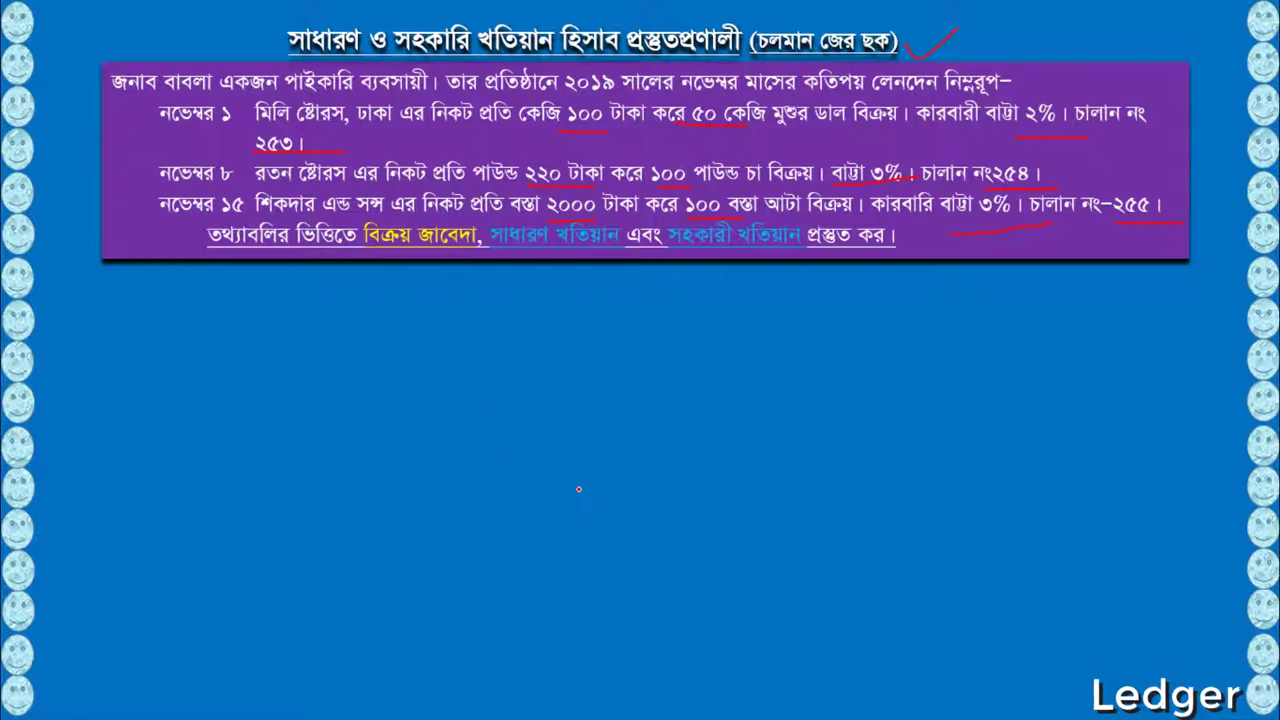 সাধারণ ও সহকারি খতিয়ান হিসাব প্রস্তুতপ্রণালী (চলমান জের ছক)
জনাব বাবলা একজন পাইকারি ব্যবসায়ী। তার প্রতিষ্ঠানে ২০১৯ সালের নভেম্বর মাসের কতিপয় লেনদেন নিম্নরূপ–
নভেম্বর ১ মিলি ষ্টোরস, ঢাকা এর নিকট প্রতি কেজি ১০০ টাকা করে ৫০ কেজি মুশুর ডাল বিক্রয়। কারবারী বাট্টা ২%। চালান নং
২৫৩।
নভেম্বর ৮ রতন ষ্টোরস এর নিকট প্রতি পাউন্ড ২২০ টাকা করে ১০০ পাউন্ড চা বিক্রয়। বাট্টা ৩%। চালান নং২৫৪।
নভেম্বর ১৫ শিকদার এন্ড সন্স এর নিকট প্রতি বস্তা ২০০০ টাকা করে ১০০ বস্তা আটা বিক্রয়। কারবারি বাট্টা ৩%। চালান নং–২৫৫।
তথ্যাবলির ভিত্তিতে বিক্রয় জাবেদা, সাধারণ খতিয়ান এবং সহকারী খতিয়ান প্রস্তুত কর।
Ledger